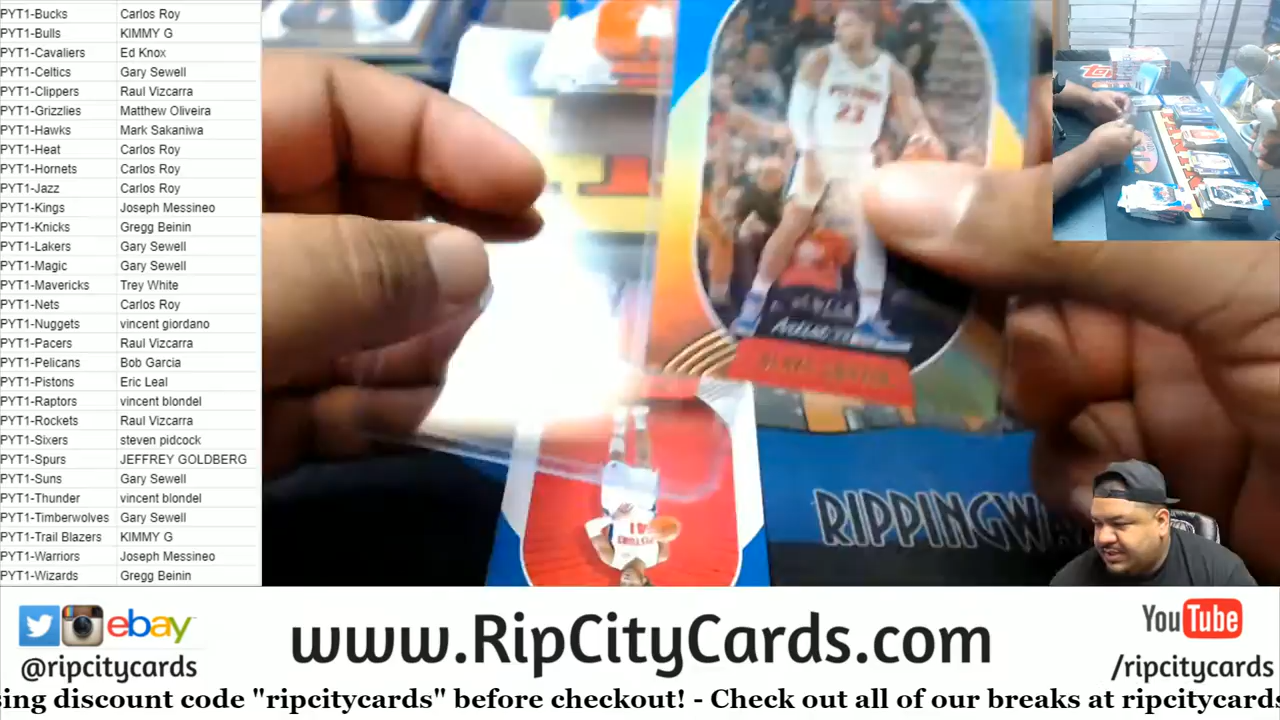 PYT1-Bucks Carlos Roy
PYT1-Bulls KIMMY G
PYT1-Cavaliers Ed Knox
PYT1-Celtics Gary Sewell
PYT1-Clippers Raul Vizcarra
PYT1-Grizzlies Matthew Oliveira
PYT1-Hawks Mark Sakaniwa
PYT1-Heat Carlos Roy
PYT1-Hornets Carlos Roy
PYT1-Jazz Carlos Roy
PYT1-Kings Joseph Messineo
PYT1-Knicks Gregg Beinin
PYT1-Lakers Gary Sewell
PYT1-Magic Gary Sewell
PYT1-Mavericks Trey White
PYT1-Nets Carlos Roy
PYT1-Nuggets vincent giordano
PYT1-Pacers Raul Vizcarra
PYT1-Pelicans Bob Garcia
PYT1-Pistons Eric Leal
PYT1-Raptors vincent blondel
PYT1-Rockets Raul Vizcarra
PYT1-Sixers steven pidcock
PYT1-Spurs JEFFREY GOLDBERG
PYT1-Suns Gary Sewell
PYT1-Thunder vincent blondel
PYT1-Timberwolves Gary Sewell
PYT1-Trail Blazers KIMMY G
PYT1-Warriors Joseph Messineo
PYT1-Wizards Gregg Beinin
23
RIPPINGWA
ebay
@ripcitycards
www.RipCityCards.com
YouTube
/ripcitycards
sing discount code "ripcitycards" before checkout! - Check out all of our breaks at ripcitycards